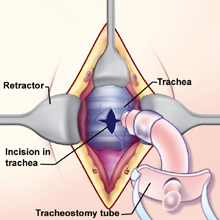 Retractor
Trachea
Incision in
trachea
Tracheostomy tube